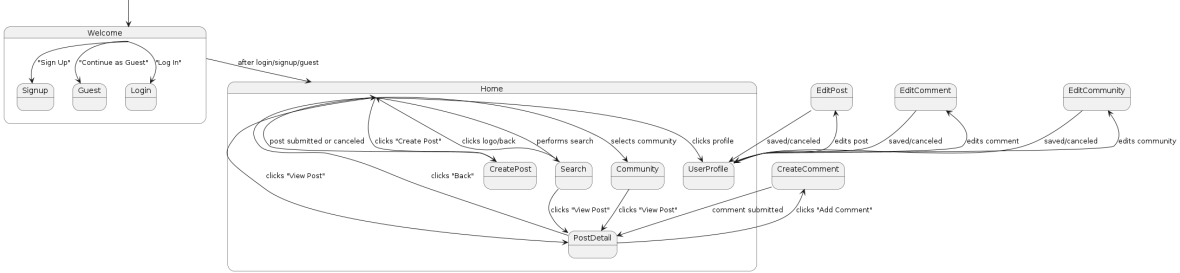 Welcome
"Sign Up"
"Continue as Guest"
"Log In"
after login/signup/guest
Signup
Guest
Login
Home
EditPost
EditComment
EditCommunity
post submitted or canceled
clicks "Create Post"
clicks logo/back
performs search
selects community
clicks profile
saved/canceled
edits post
saved/canceled
edits comment
saved/canceled
edits community
clicks "View Post"
clicks "Back"
CreatePost
Search
Community
UserProfile
CreateComment
clicks "View Post"
clicks "View Post"
comment submitted
clicks "Add Comment"
PostDetail